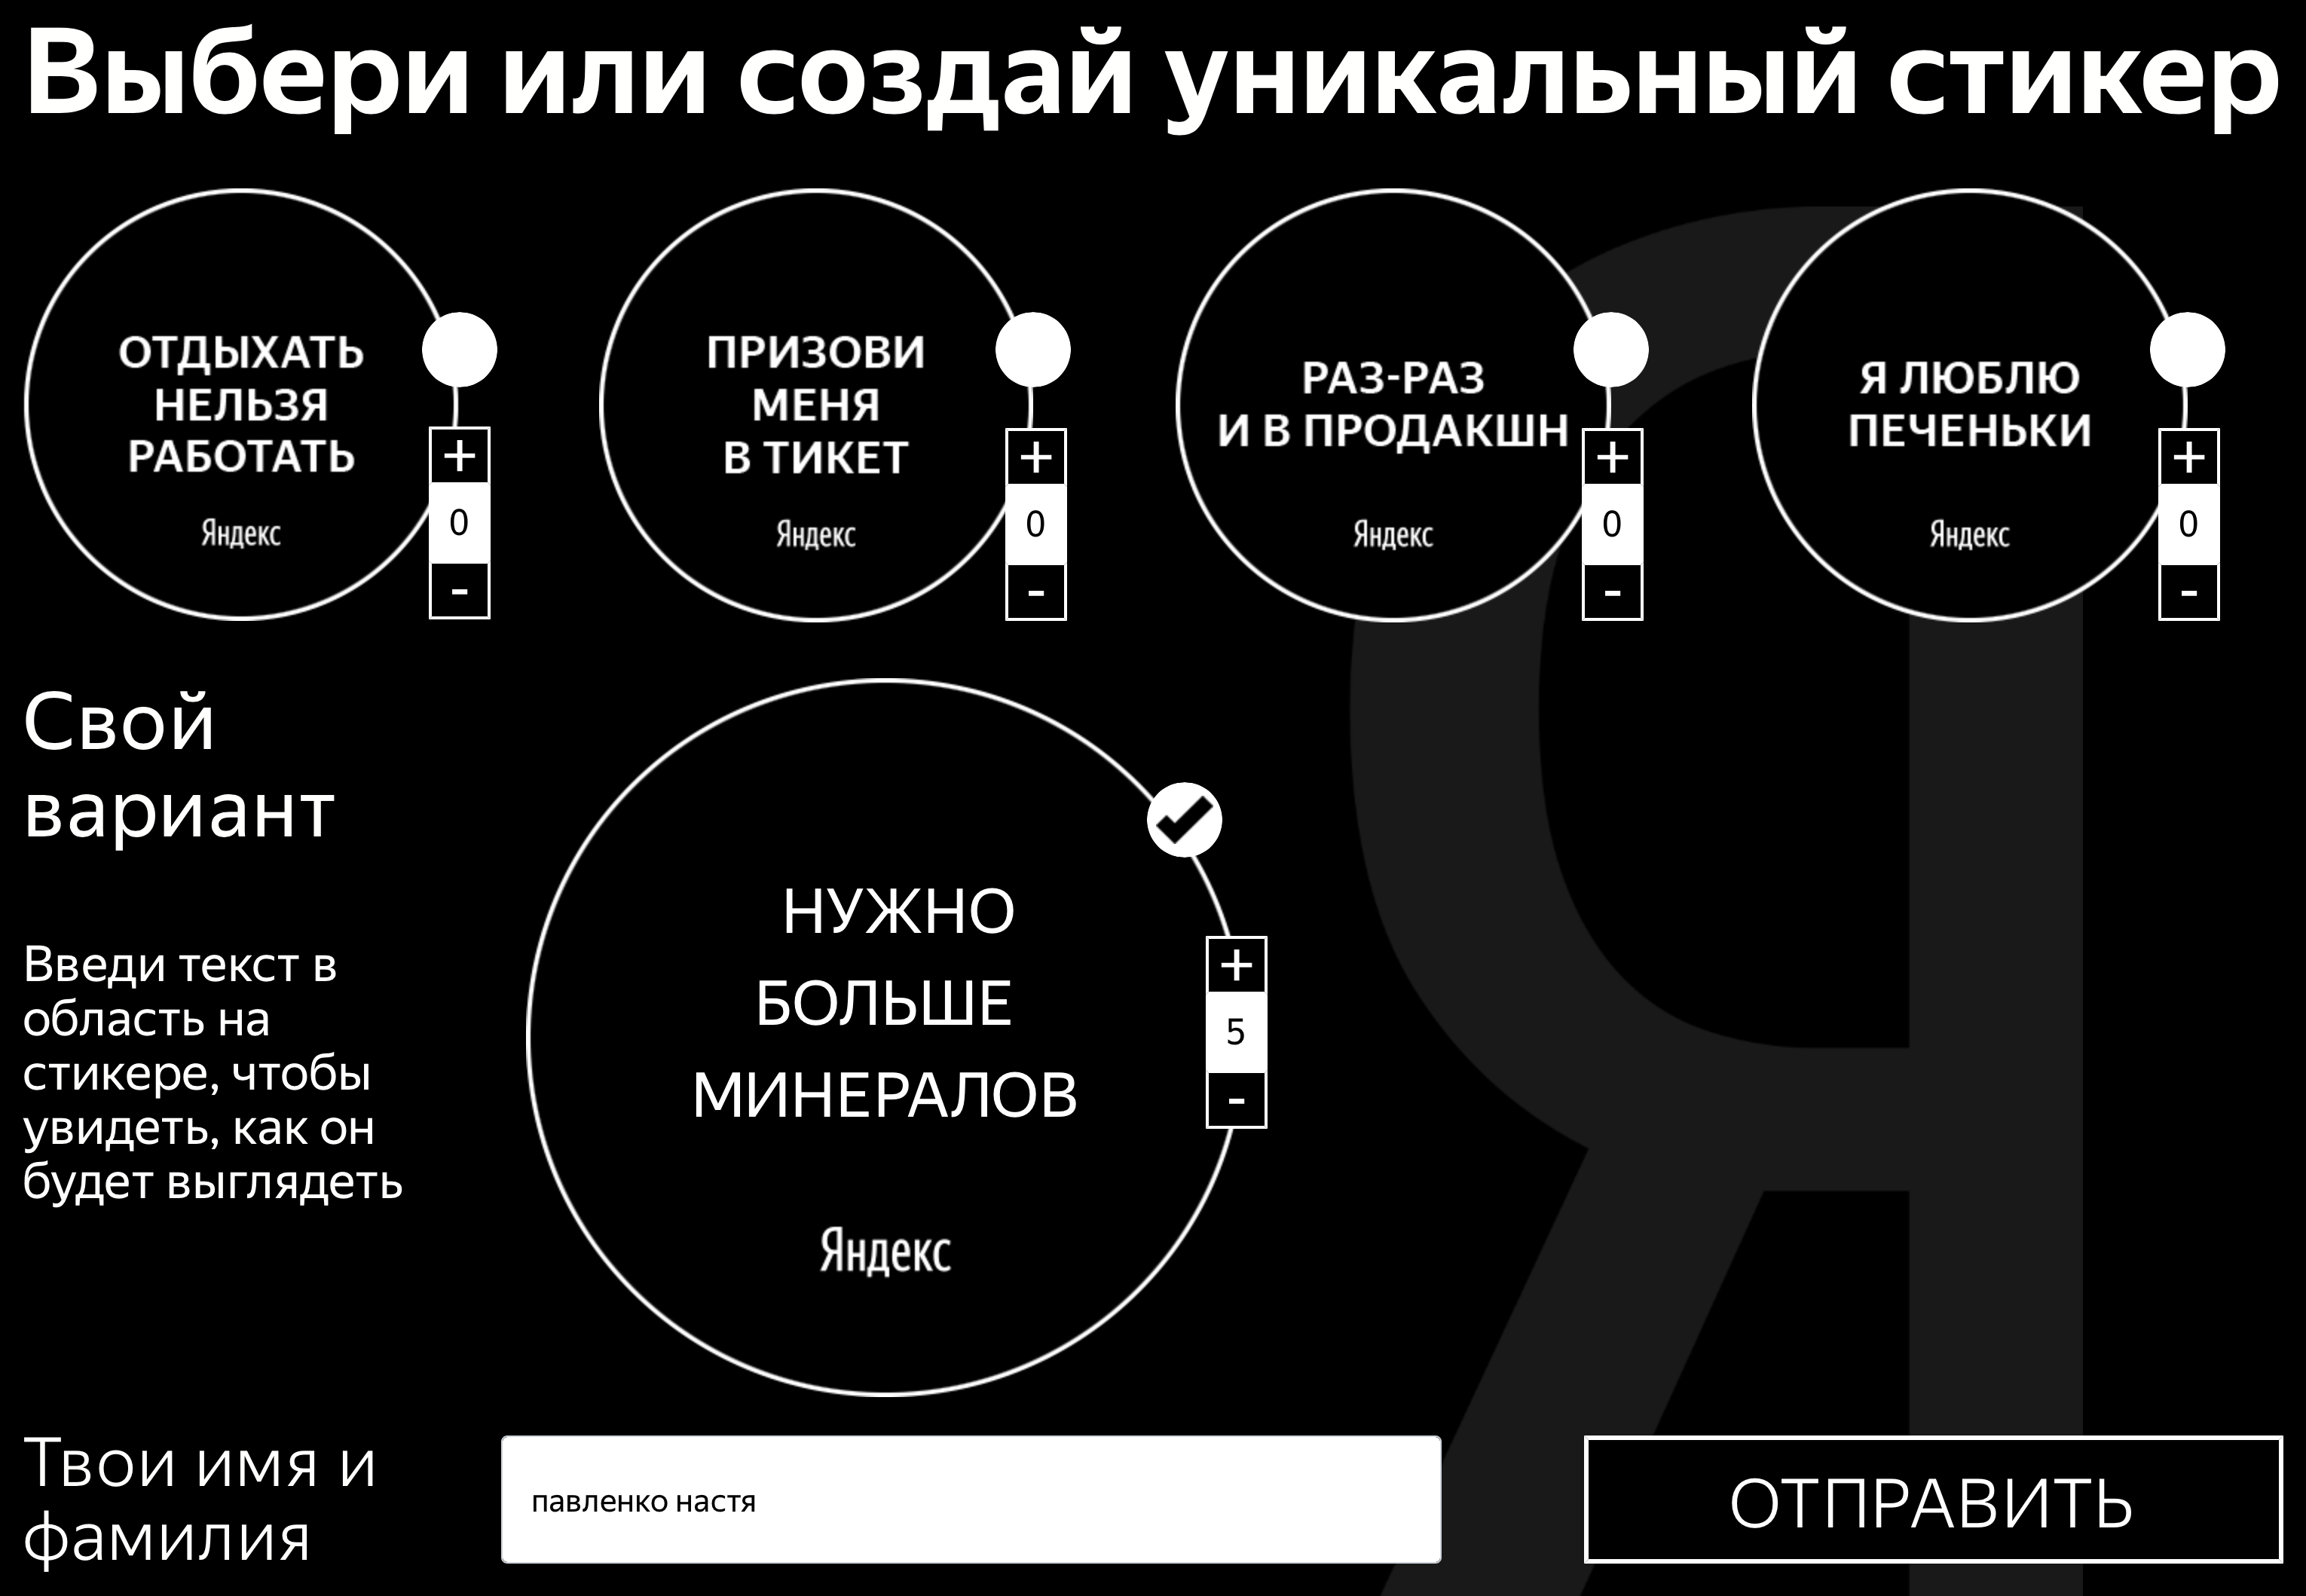 Выбери или создай уникальный стикер
ОТДЫХАТЬ
НЕЛЬЗЯ
РАБОТАТЬ
Яндекс
+
0
-
ПРИЗОВИ
МЕНЯ
В ТИКЕТ
Яндекс
+
0
-
РАЗ-РАЗ
И В ПРОДАКШН
Яндекс
+
0
-
Я ЛЮБЛЮ
ПЕЧЕНЬКИ
Яндекс
+
0
-
Свой
вариант
Введи текст в
область на
стикере, чтобы
увидеть, как он
будет выглядеть
НУЖНО
БОЛЬШЕ
МИНЕРАЛОВ
Яндекс
+
5
-
Я
Твои имя и
фамилия
павленко настя
ОТПРАВИТЬ